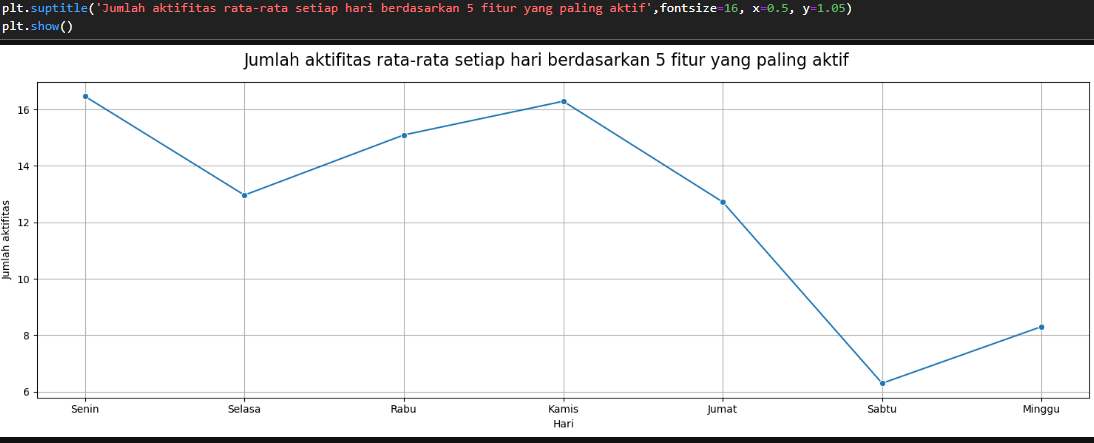 plt.suptitle('Jumlah aktifitas rata-rata setiap hari berdasarkan 5 fitur yang paling aktif',fontsize=16, x=0.5, y=1.05)
plt.show()
Jumlah aktifitas rata-rata setiap hari berdasarkan 5 fitur yang paling aktif
Jumlah aktifitas
16
14
12
10
8
6
Senin Selasa Rabu Kamis Jumat Sabtu Minggu
Hari